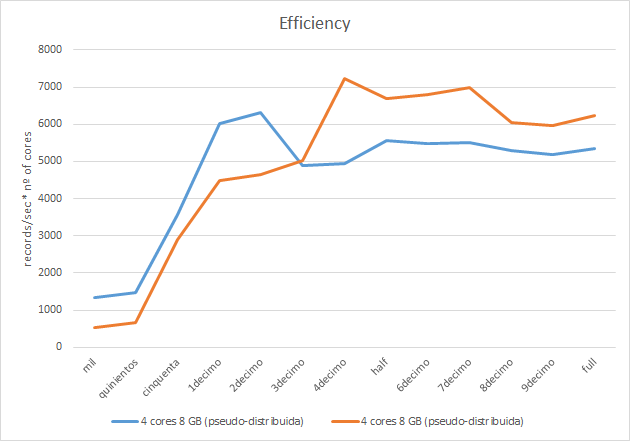 Efficiency
8000
7000
6000
5000
4000
3000
2000
1000
0
records/sec* nº of cores
mil
quinientos
cinquenta
1decimo
2decimo
3decimo
4decimo
half
6decimo
7decimo
8decimo
9decimo
full
4 cores 8 GB (pseudo-distribuida)
4 cores 8 GB (pseudo-distribuida)